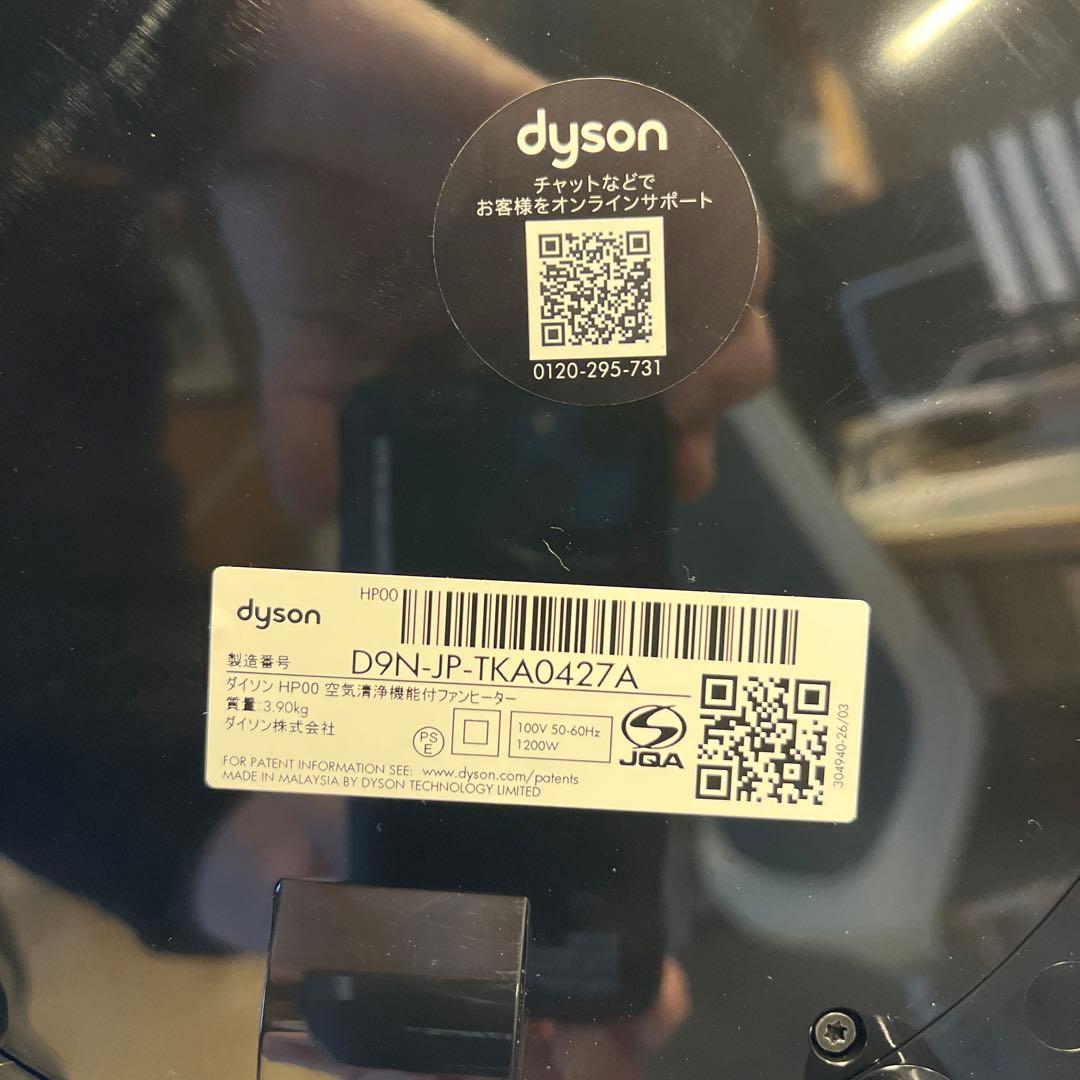 dyson
チャットなどで
お客様をオンラインサポート
0120-295-731
HP00
dyson
製造番号 D9N-JP-TKA0427A
ダイソン HP00 空気清浄機能付ファンヒーター
質量:3.90kg
ダイソン株式会社
PS
E
100V 50-60Hz
1200W
JQA
FOR PATENT INFORMATION SEE: www.dyson.com/patents
MADE IN MALAYSIA BY DYSON TECHNOLOGY LIMITED
304940-26/03